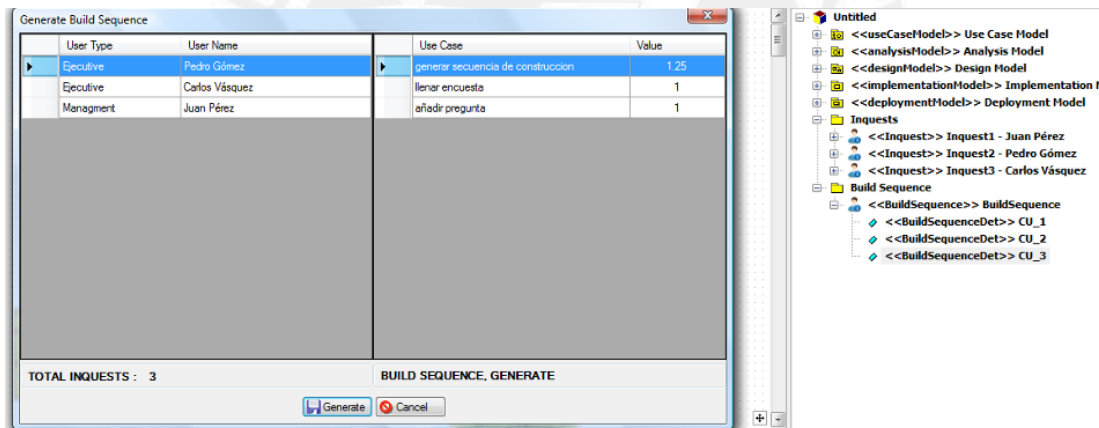 Generate Build Sequence
User Type User Name
Ejecutive Pedro Gómez
Ejecutive Carlos Vásquez
Managment Juan Pérez
Use Case Value
generar secuencia de construccion 1.25
llenar encuesta 1
añadir pregunta 1
TOTAL INQUESTS : 3
BUILD SEQUENCE, GENERATE
Generate Cancel
Untitled
<<useCaseModel>> Use Case Model
<<analysisModel>> Analysis Model
<<designModel>> Design Model
<<implementationModel>> Implementation M
<<deploymentModel>> Deployment Model
Inquests
<<Inquest>> Inquest1 - Juan Pérez
<<Inquest>> Inquest2 - Pedro Gómez
<<Inquest>> Inquest3 - Carlos Vásquez
Build Sequence
<<BuildSequence>> BuildSequence
<<BuildSequenceDet>> CU_1
<<BuildSequenceDet>> CU_2
<<BuildSequenceDet>> CU_3